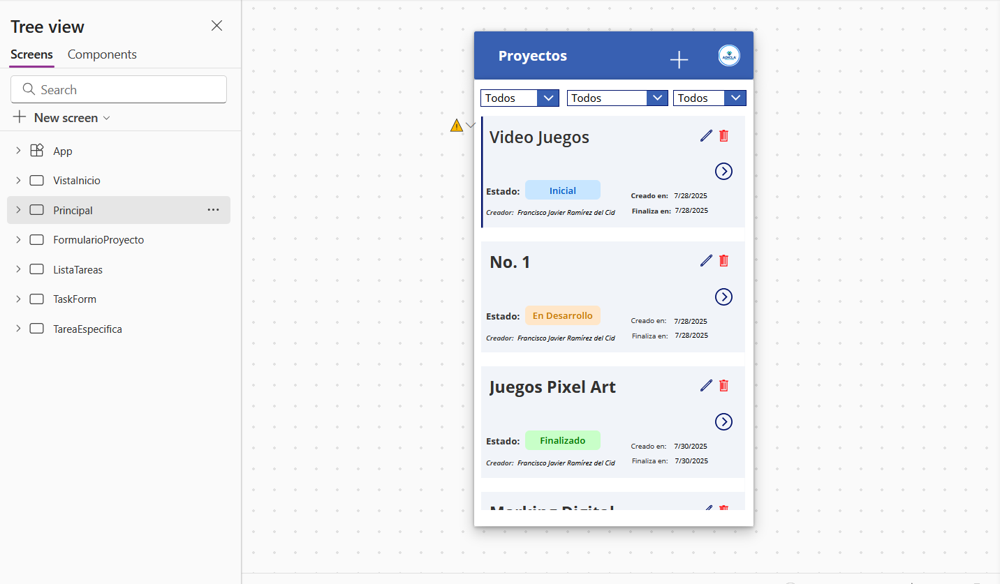 Tree view
Screens Components
Search
New screen
App
VistaInicio
Principal
FormularioProyecto
ListaTareas
TaskForm
TareaEspecifica
Proyectos
ADICLA
Todos Todos Todos
Video Juegos
Estado: Inicial
Creado en: 7/28/2025
Creador: Francisco Javier Ramírez del Cid
Finaliza en: 7/28/2025
No. 1
Estado: En Desarrollo
Creado en: 7/28/2025
Creador: Francisco Javier Ramírez del Cid
Finaliza en: 7/28/2025
Juegos Pixel Art
Estado: Finalizado
Creado en: 7/30/2025
Creador: Francisco Javier Ramírez del Cid
Finaliza en: 7/30/2025
Marking Digital